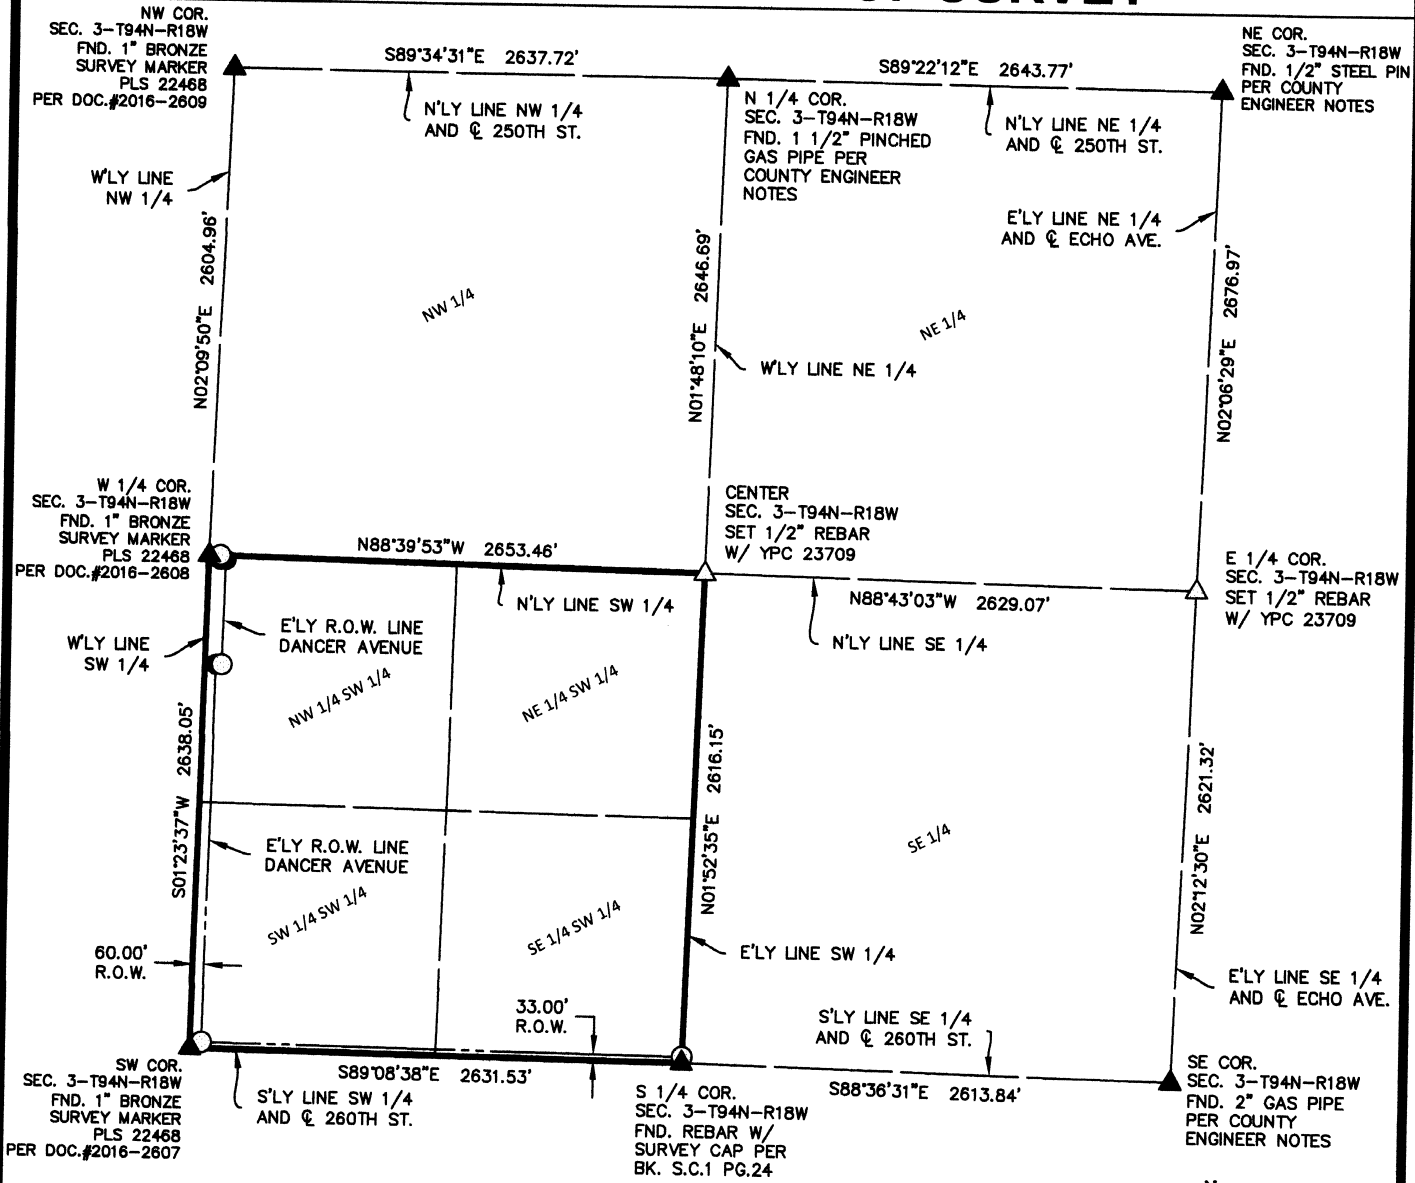 NW COR.
SEC. 3-T94N-R18W
FND. 1" BRONZE
SURVEY MARKER
PLS 22468
PER DOC.#2016-2609
S89°34'31"E 2637.72'
S89°22'12"E 2643.77'
NE COR.
SEC. 3-T94N-R18W
FND. 1/2" STEEL PIN
PER COUNTY
ENGINEER NOTES
N'LY LINE NW 1/4
AND ℄ 250TH ST.
N 1/4 COR.
SEC. 3-T94N-R18W
FND. 1 1/2" PINCHED
GAS PIPE PER
COUNTY ENGINEER
NOTES
N'LY LINE NE 1/4
AND ℄ 250TH ST.
W'LY LINE
NW 1/4
E'LY LINE NE 1/4
AND ℄ ECHO AVE.
N02°09'50"E 2604.96'
NW 1/4
N01°48'10"E 2646.69'
NE 1/4
N02°06'29"E 2676.97'
W'LY LINE NE 1/4
W 1/4 COR.
SEC. 3-T94N-R18W
FND. 1" BRONZE
SURVEY MARKER
PLS 22468
PER DOC.#2016-2608
N88°39'53"W 2653.46'
CENTER
SEC. 3-T94N-R18W
SET 1/2" REBAR
W/ YPC 23709
E 1/4 COR.
SEC. 3-T94N-R18W
SET 1/2" REBAR
W/ YPC 23709
N'LY LINE SW 1/4
N88°43'03"W 2629.07'
N'LY LINE SE 1/4
E'LY R.O.W. LINE
DANCER AVENUE
W'LY LINE
SW 1/4
NW 1/4 SW 1/4
NE 1/4 SW 1/4
S01°23'37"W 2638.05'
N01°52'35"E 2616.15'
SE 1/4
N02°12'30"E 2621.32'
E'LY R.O.W. LINE
DANCER AVENUE
SW 1/4 SW 1/4
SE 1/4 SW 1/4
E'LY LINE SW 1/4
60.00'
R.O.W.
33.00'
R.O.W.
E'LY LINE SE 1/4
AND ℄ ECHO AVE.
S'LY LINE SE 1/4
AND ℄ 260TH ST.
SW COR.
SEC. 3-T94N-R18W
FND. 1" BRONZE
SURVEY MARKER
PLS 22468
PER DOC.#2016-2607
S89°08'38"E 2631.53'
S'LY LINE SW 1/4
AND ℄ 260TH ST.
S 1/4 COR.
SEC. 3-T94N-R18W
FND. REBAR W/
SURVEY CAP PER
BK. S.C.1 PG.24
S88°36'31"E 2613.84'
SE COR.
SEC. 3-T94N-R18W
FND. 2" GAS PIPE
PER COUNTY
ENGINEER NOTES